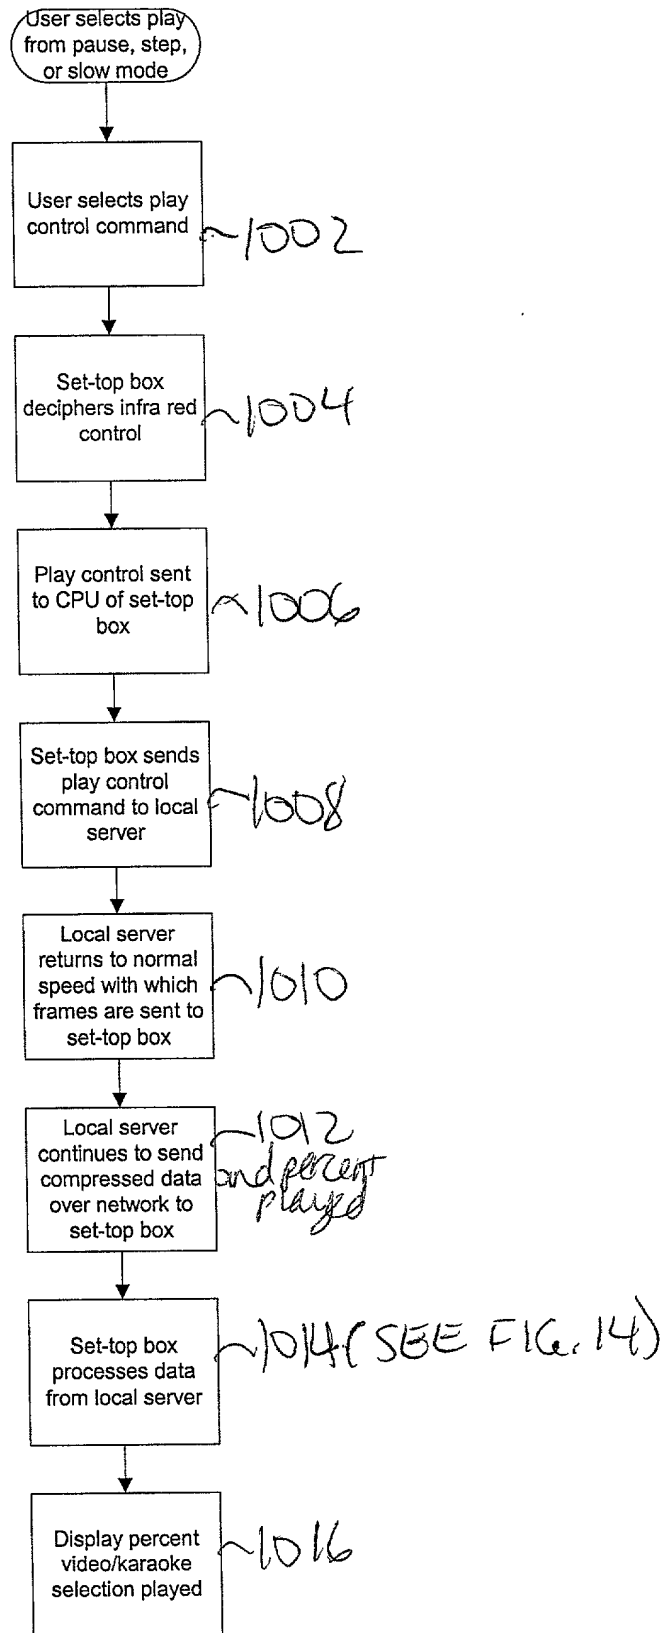 User selects play
from pause, step,
or slow mode
User selects play
control command
1002
Set-top box
deciphers infra red
control
1004
Play control sent
to CPU of set-top
box
1006
Set-top box sends
play control
command to local
server
1008
Local server
returns to normal
speed with which
frames are sent to
set-top box
1010
Local server
continues to send
compressed data
over network to
set-top box
1012
and percent
played
Set-top box
processes data
from local server
1014 (SEE FIG. 14)
Display percent
video/karaoke
selection played
1016